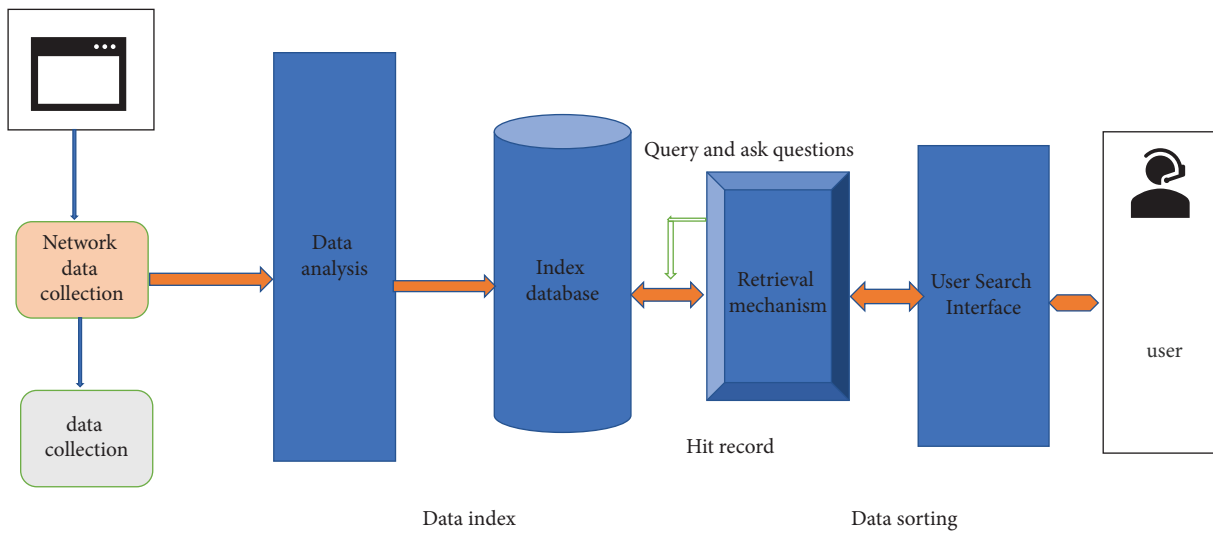 Network
data
collection
data
collection
Data
analysis
Index
database
Query and ask questions
Retrieval
mechanism
Hit record
User Search
Interface
user
Data index
Data sorting